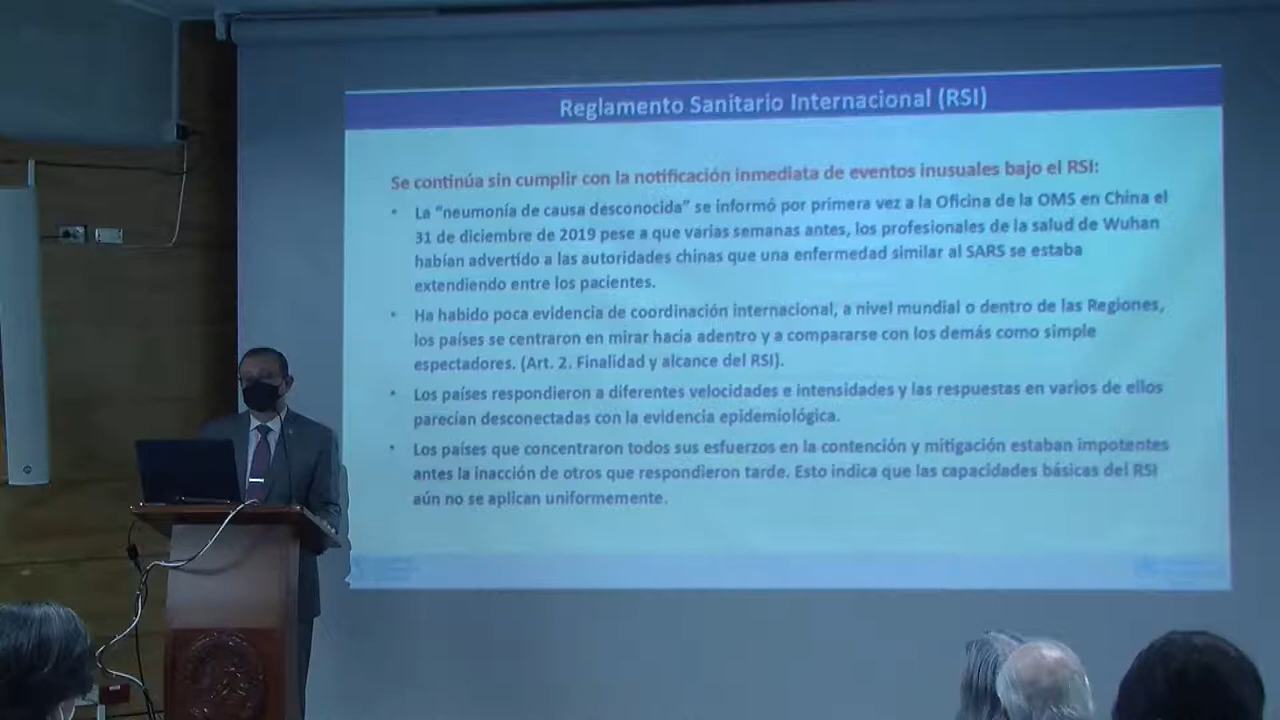 Reglamento Sanitario Internacional (RSI)
Se continúa sin cumplir con la notificación inmediata de eventos inusuales bajo el RSI:
• La “neumonía de causa desconocida” se informó por primera vez a la Oficina de la OMS en China el
31 de diciembre de 2019 pese a que varias semanas antes, los profesionales de la salud de Wuhan
habían advertido a las autoridades chinas que una enfermedad similar al SARS se estaba
extendiendo entre los pacientes.
• Ha habido poca evidencia de coordinación internacional, a nivel mundial o dentro de las Regiones,
los países se centraron en mirar hacia adentro y a compararse con los demás como simple
espectadores. (Art. 2. Finalidad y alcance del RSI).
• Los países respondieron a diferentes velocidades e intensidades y las respuestas en varios de ellos
parecían desconectadas con la evidencia epidemiológica.
• Los países que concentraron todos sus esfuerzos en la contención y mitigación estaban impotentes
ante la inacción de otros que respondieron tarde. Esto indica que las capacidades básicas del RSI
aún no se aplican uniformemente.